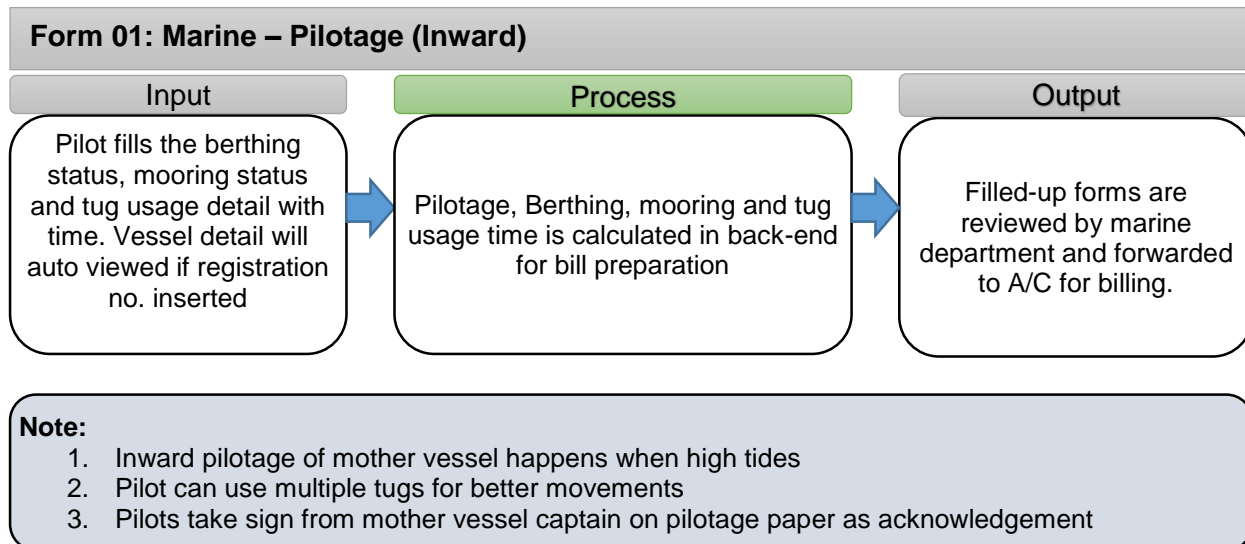 Form 01: Marine – Pilotage (Inward)
Input
Process
Output
Pilot fills the berthing
status, mooring status
and tug usage detail with
time. Vessel detail will
auto viewed if registration
no. inserted
Pilotage, Berthing, mooring and tug
usage time is calculated in back-end
for bill preparation
Filled-up forms are
reviewed by marine
department and forwarded
to A/C for billing.
Note:
1. Inward pilotage of mother vessel happens when high tides
2. Pilot can use multiple tugs for better movements
3. Pilots take sign from mother vessel captain on pilotage paper as acknowledgement